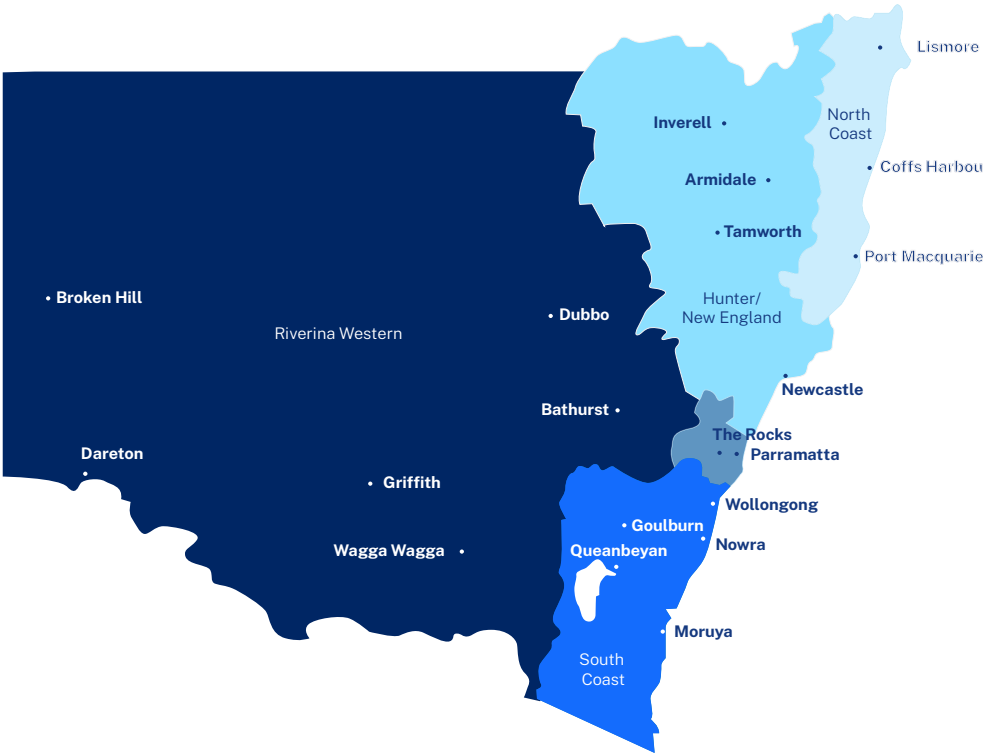 Lismore
North
Coast
Inverell
Coffs Harbou
Armidale
Tamworth
Port Macquarie
Hunter/
New England
Broken Hill
Dubbo
Riverina Western
Newcastle
Bathurst
The Rocks
Dareton
Parramatta
Griffith
Wollongong
Goulburn
Nowra
Wagga Wagga
Queanbeyan
Moruya
South
Coast